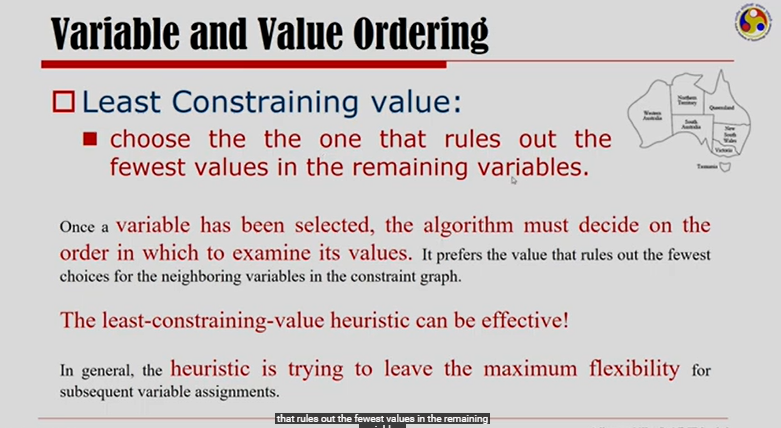 Variable and Value Ordering
Least Constraining value:
choose the the one that rules out the
fewest values in the remaining variables.
Northern
Territory
Western
Australia
Queensland
South
Australia
New
South
Wales
Victoria
Tasmania
Once a variable has been selected, the algorithm must decide on the
order in which to examine its values. It prefers the value that rules out the fewest
choices for the neighboring variables in the constraint graph.
The least-constraining-value heuristic can be effective!
In general, the heuristic is trying to leave the maximum flexibility for
subsequent variable assignments.
that rules out the fewest values in the remaining